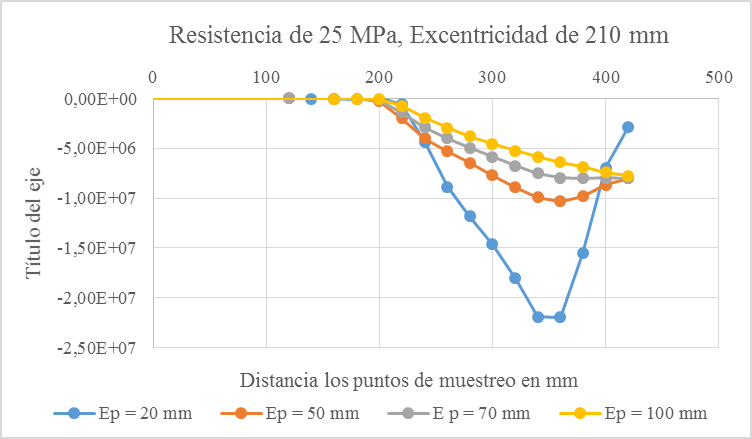 Resistencia de 25 MPa, Excentricidad de 210 mm
0 100 200 300 400 500
0,00E+00
-5,00E+06
-1,00E+07
-1,50E+07
-2,00E+07
-2,50E+07
Título del eje
Distancia los puntos de muestreo en mm
Ep = 20 mm Ep = 50 mm E p = 70 mm Ep = 100 mm